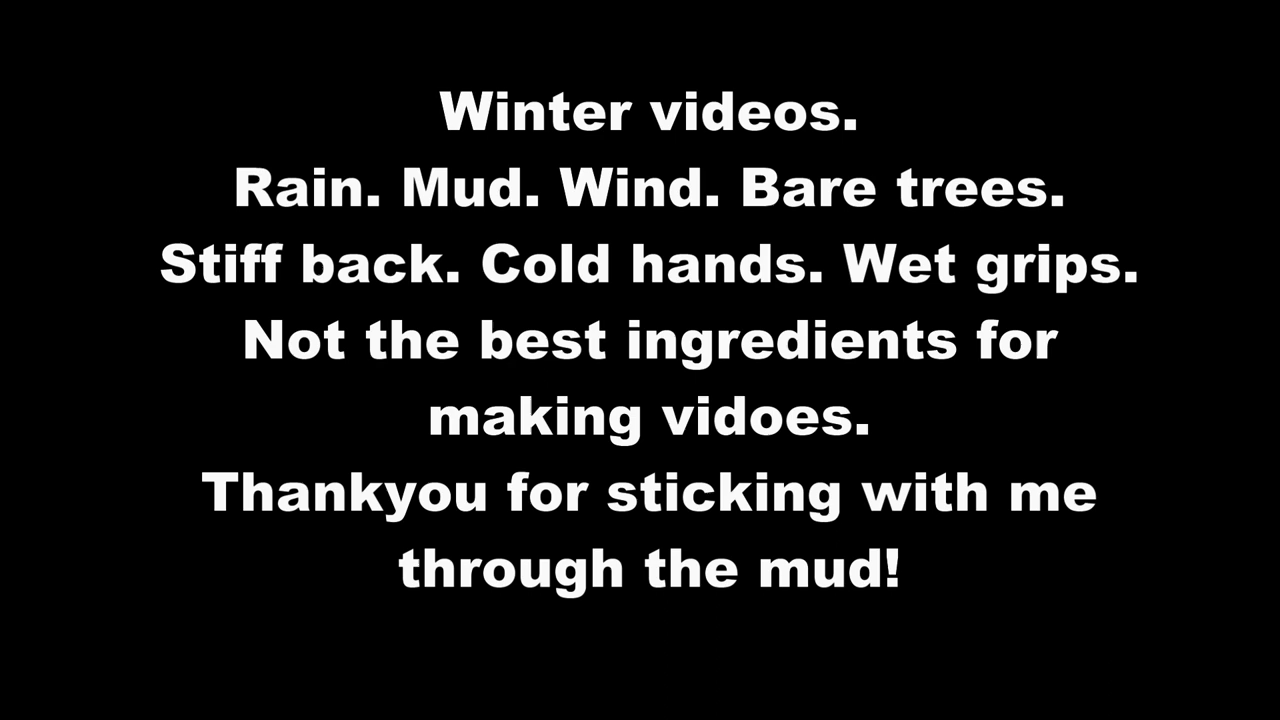 Winter videos.
Rain. Mud. Wind. Bare trees.
Stiff back. Cold hands. Wet grips.
Not the best ingredients for
making vidoes.
Thankyou for sticking with me
through the mud!